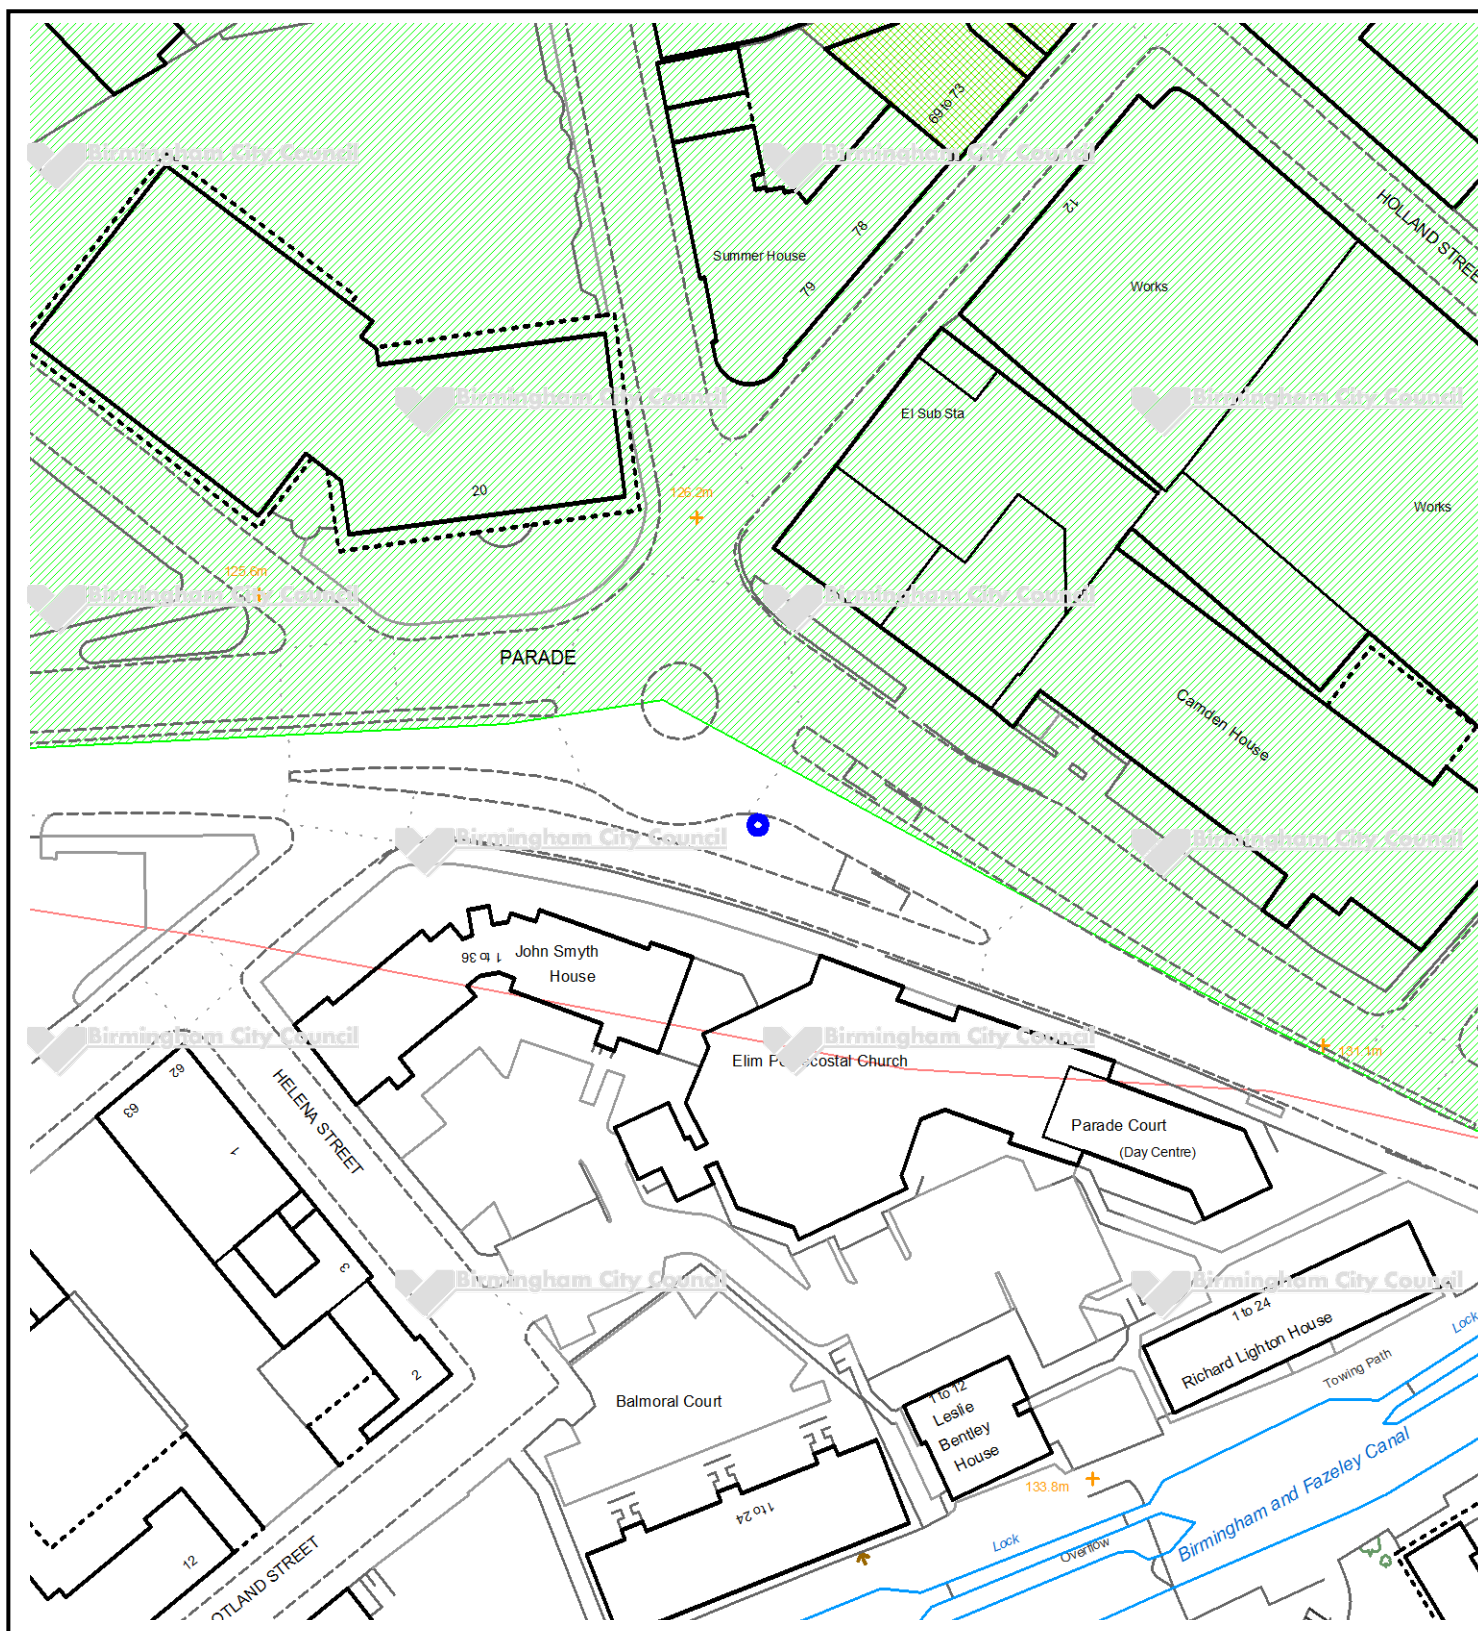 69 to 73
Birmingham City Council
Birmingham City Council
12
HOLLAND STREE
78
Summer House
79
Works
Birmingham City Council
Birmingham City Council
El Sub Sta
20
126.2m
Works
125.6m
Birmingham City Council
Birmingham City Council
PARADE
Camden House
Birmingham City Council
Birmingham City Council
1 to 36
John Smyth
House
Birmingham City Council
Birmingham City Council
131.1m
Elim Pentecostal Church
62
63
1
HELENA STREET
Parade Court
(Day Centre)
3
Birmingham City Council
Birmingham City Council
1 to 24
Richard Lighton House
Lock
Towing Path
2
Balmoral Court
1 to 12
Leslie
Bentley
House
133.8m
1 to 24
Birmingham and Fazeley Canal
Lock
Overflow
12
OTLAND STREET